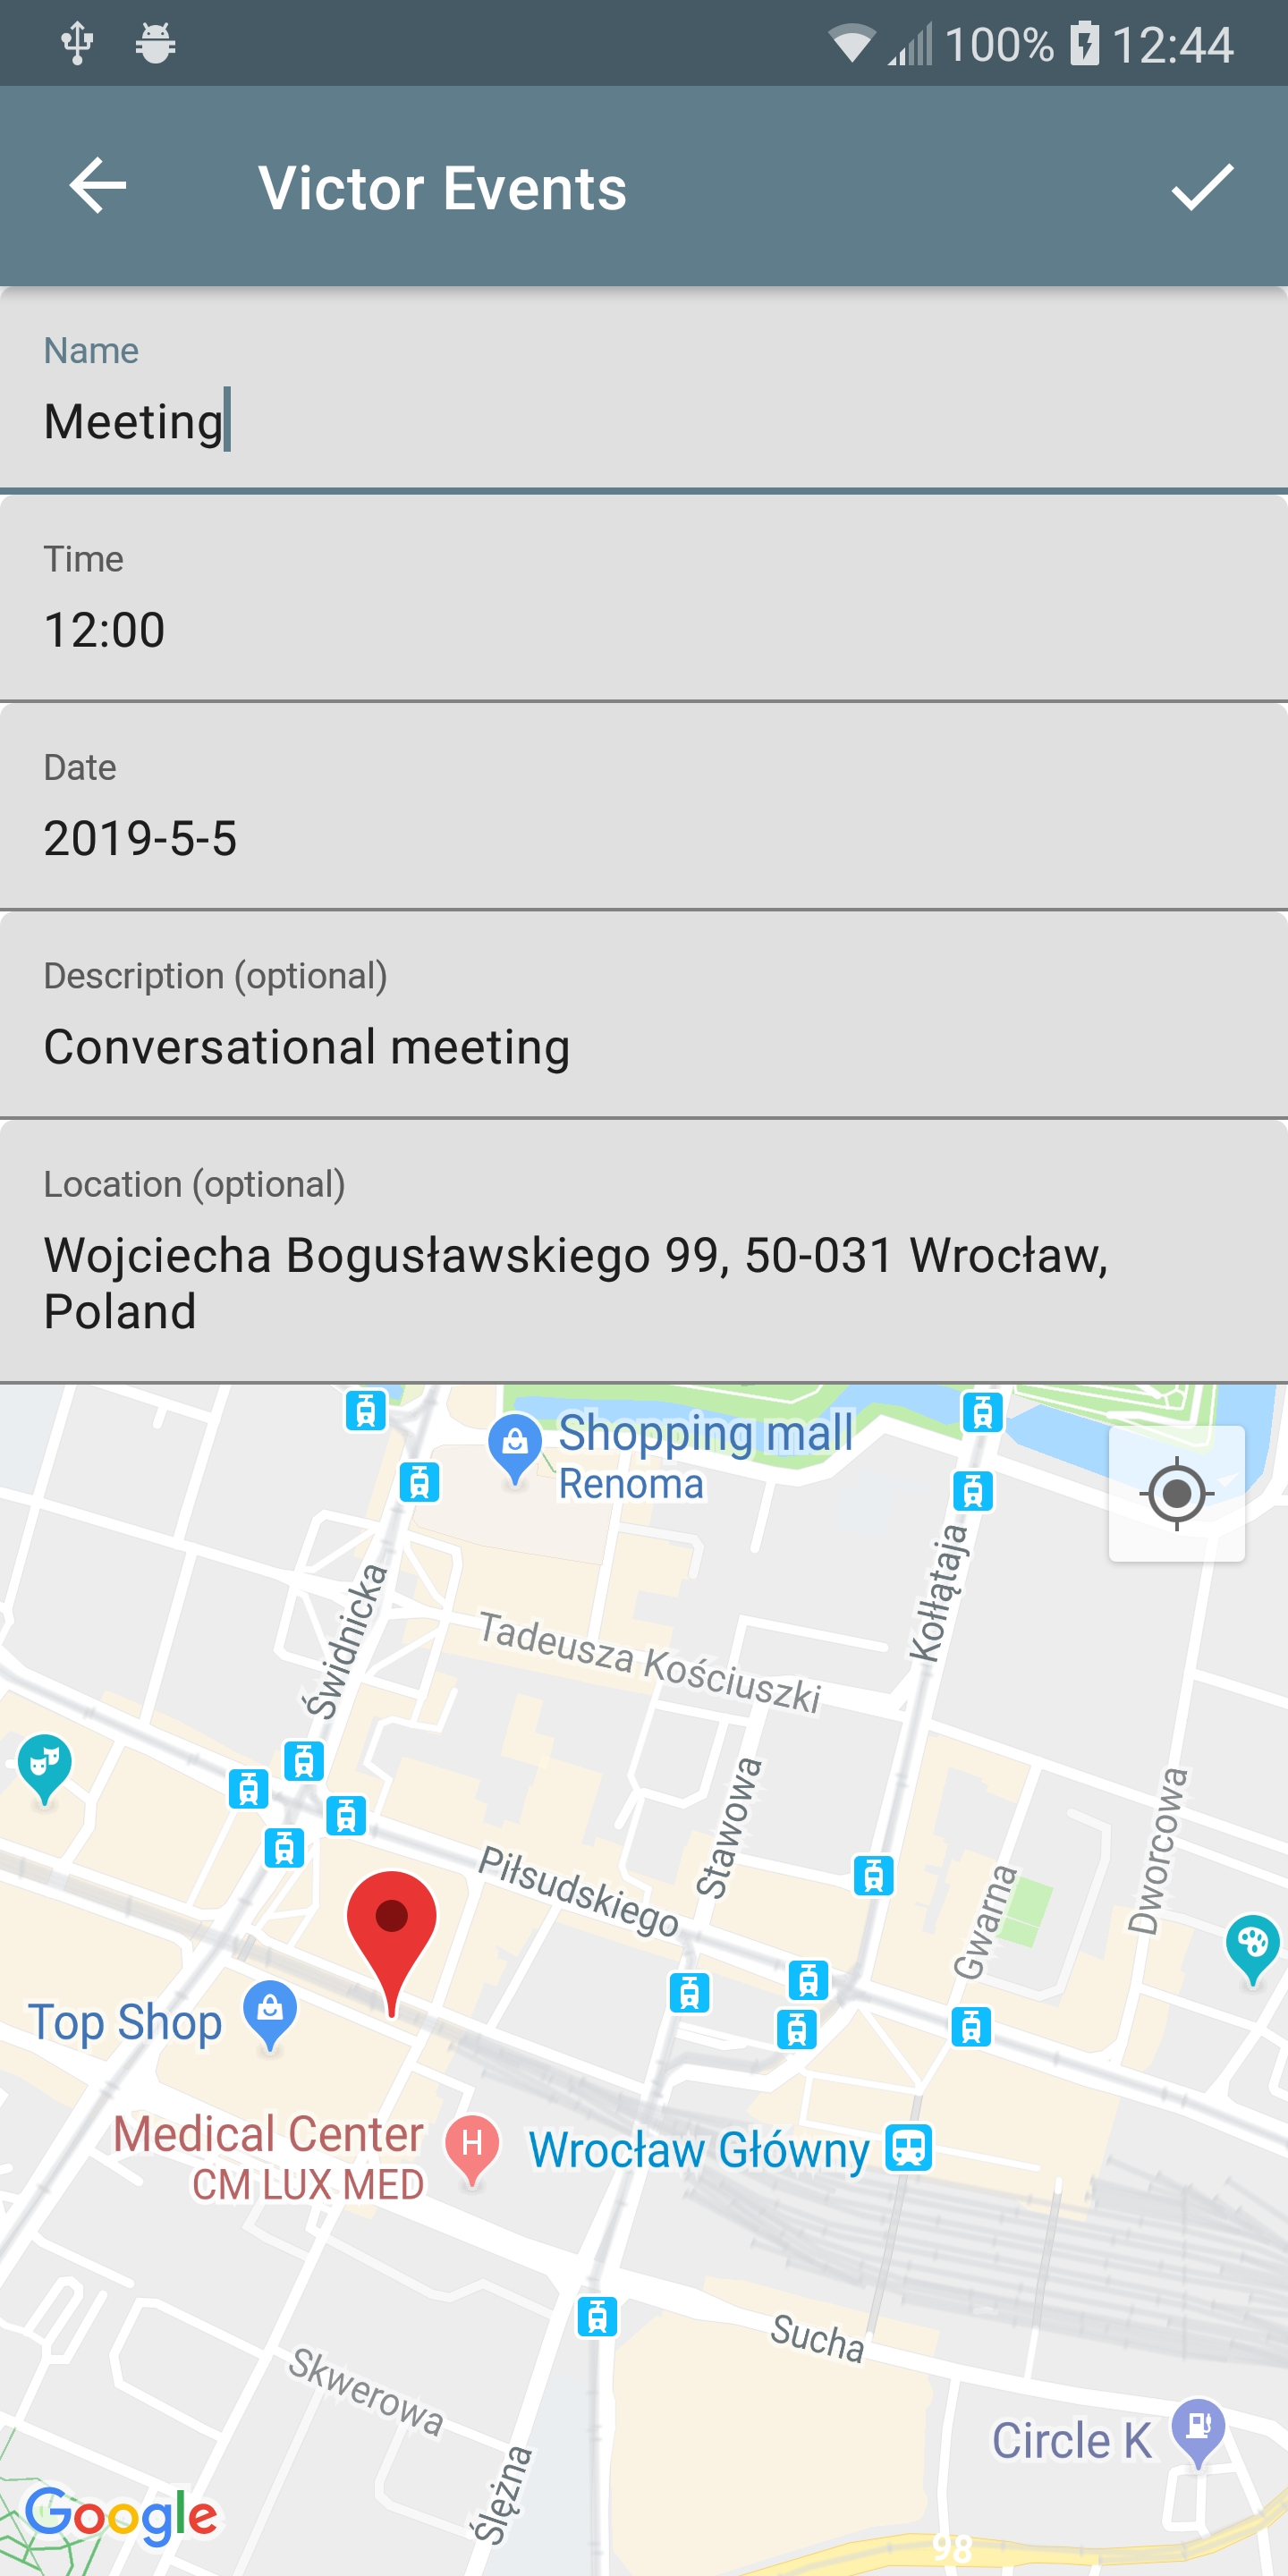 100% 12:44
Victor Events
Name
Meeting
Time
12:00
Date
2019-5-5
Description (optional)
Conversational meeting
Location (optional)
Wojciecha Bogusławskiego 99, 50-031 Wrocław,
Poland
Shopping mall
Renoma
Kołłątaja
Świdnicka
Tadeusza Kościuszki
Stawowa
Dworcowa
Piłsudskiego
Gwarna
Top Shop
Medical Center
CM LUX MED
H
Wrocław Główny
Sucha
Skwerowa
Circle K
Ślężna
Google
98